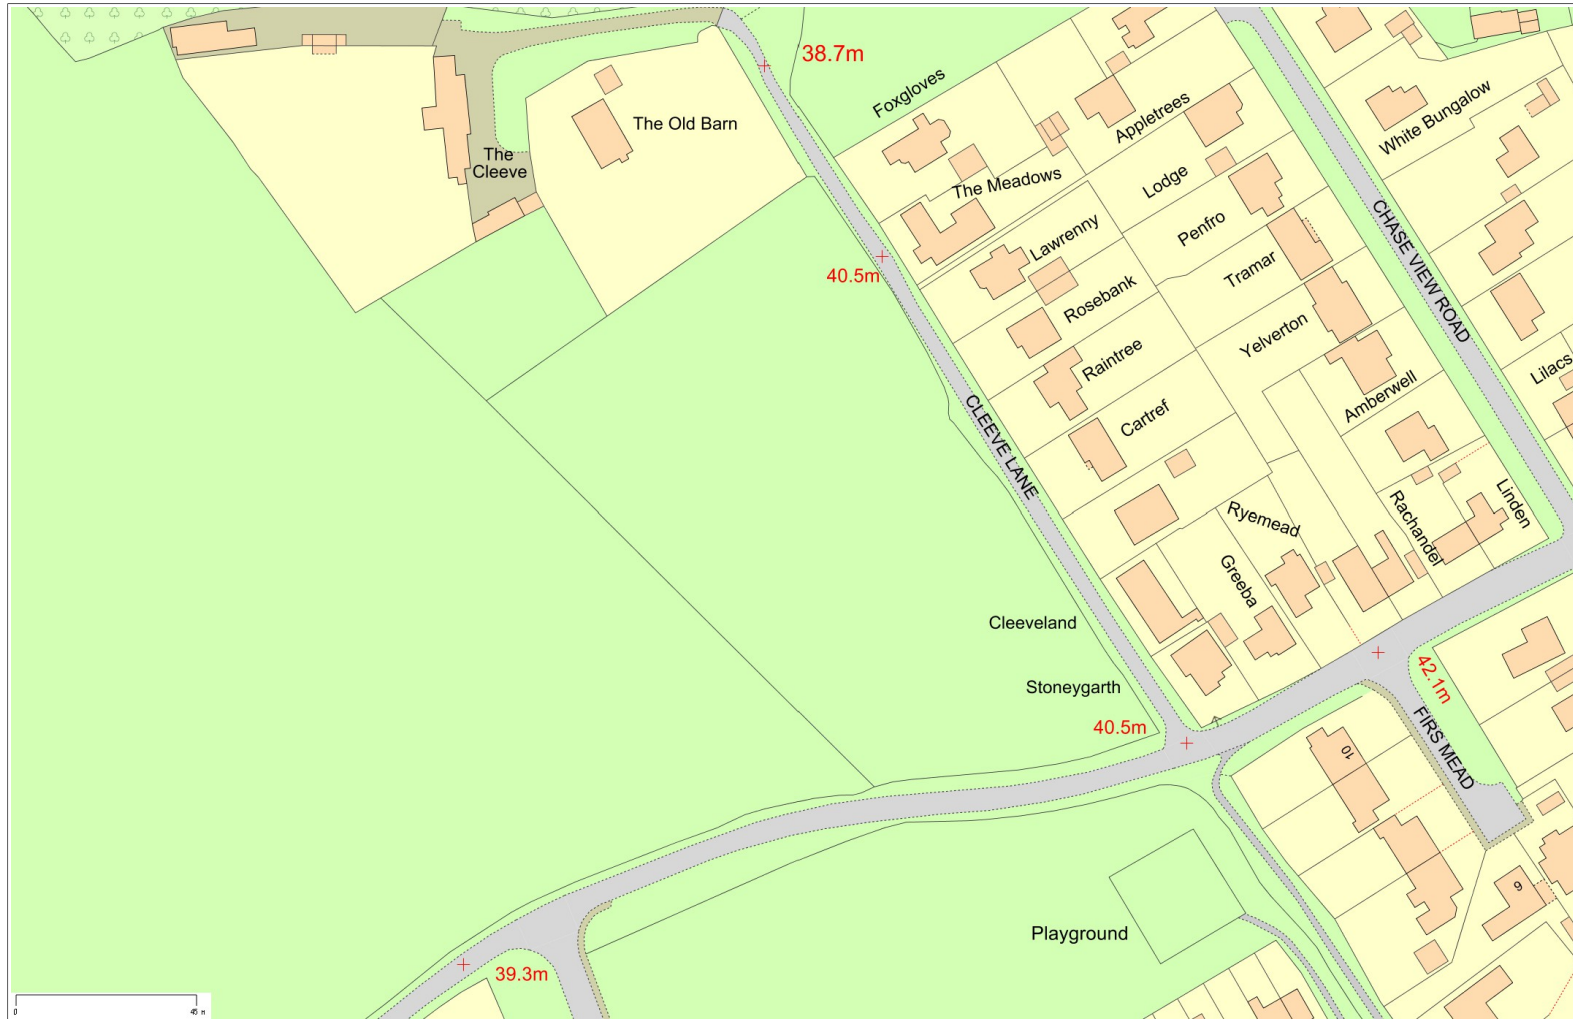 38.7m
Foxgloves
Appletrees
White Bungalow
The Old Barn
The
Cleeve
The Meadows
Lodge
Lawrenny
Penfro
CHASE VIEW ROAD
40.5m
Tramar
Rosebank
Yelverton
Raintree
Lilacs
Amberwell
CLEEVE LANE
Cartref
Ryemead
Rachandel
Linden
Greeba
Cleeveland
Stoneygarth
42.1m
40.5m
FIRS MEAD
10
9
Playground
39.3m
0 45 M